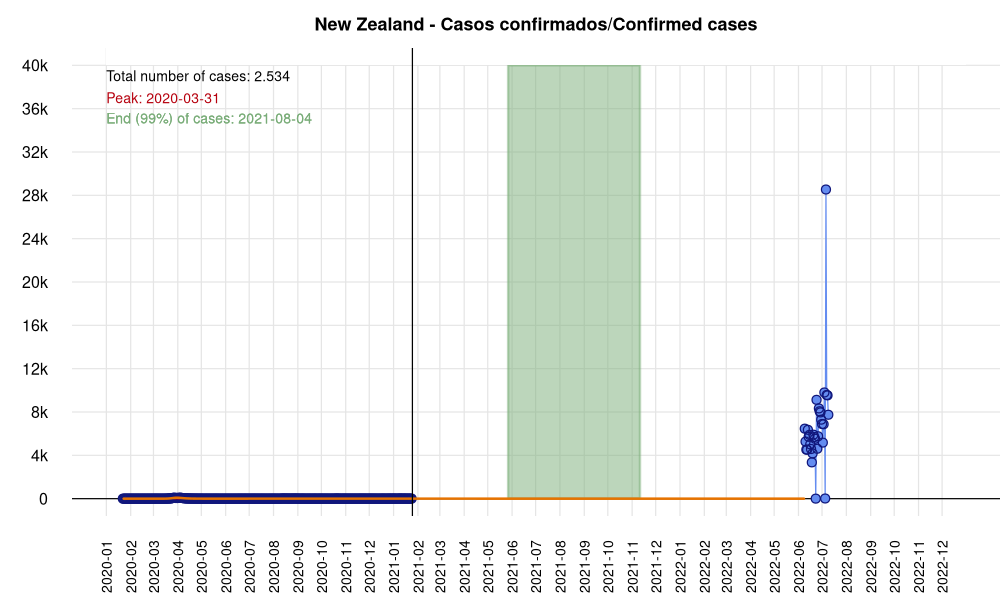 New Zealand - Casos confirmados/Confirmed cases
40k
36k
32k
28k
24k
20k
16k
12k
8k
4k
0
Total number of cases: 2.534
Peak: 2020-03-31
End (99%) of cases: 2021-08-04
2020-01
2020-02
2020-03
2020-04
2020-05
2020-06
2020-07
2020-08
2020-09
2020-10
2020-11
2020-12
2021-01
2021-02
2021-03
2021-04
2021-05
2021-06
2021-07
2021-08
2021-09
2021-10
2021-11
2021-12
2022-01
2022-02
2022-03
2022-04
2022-05
2022-06
2022-07
2022-08
2022-09
2022-10
2022-11
2022-12